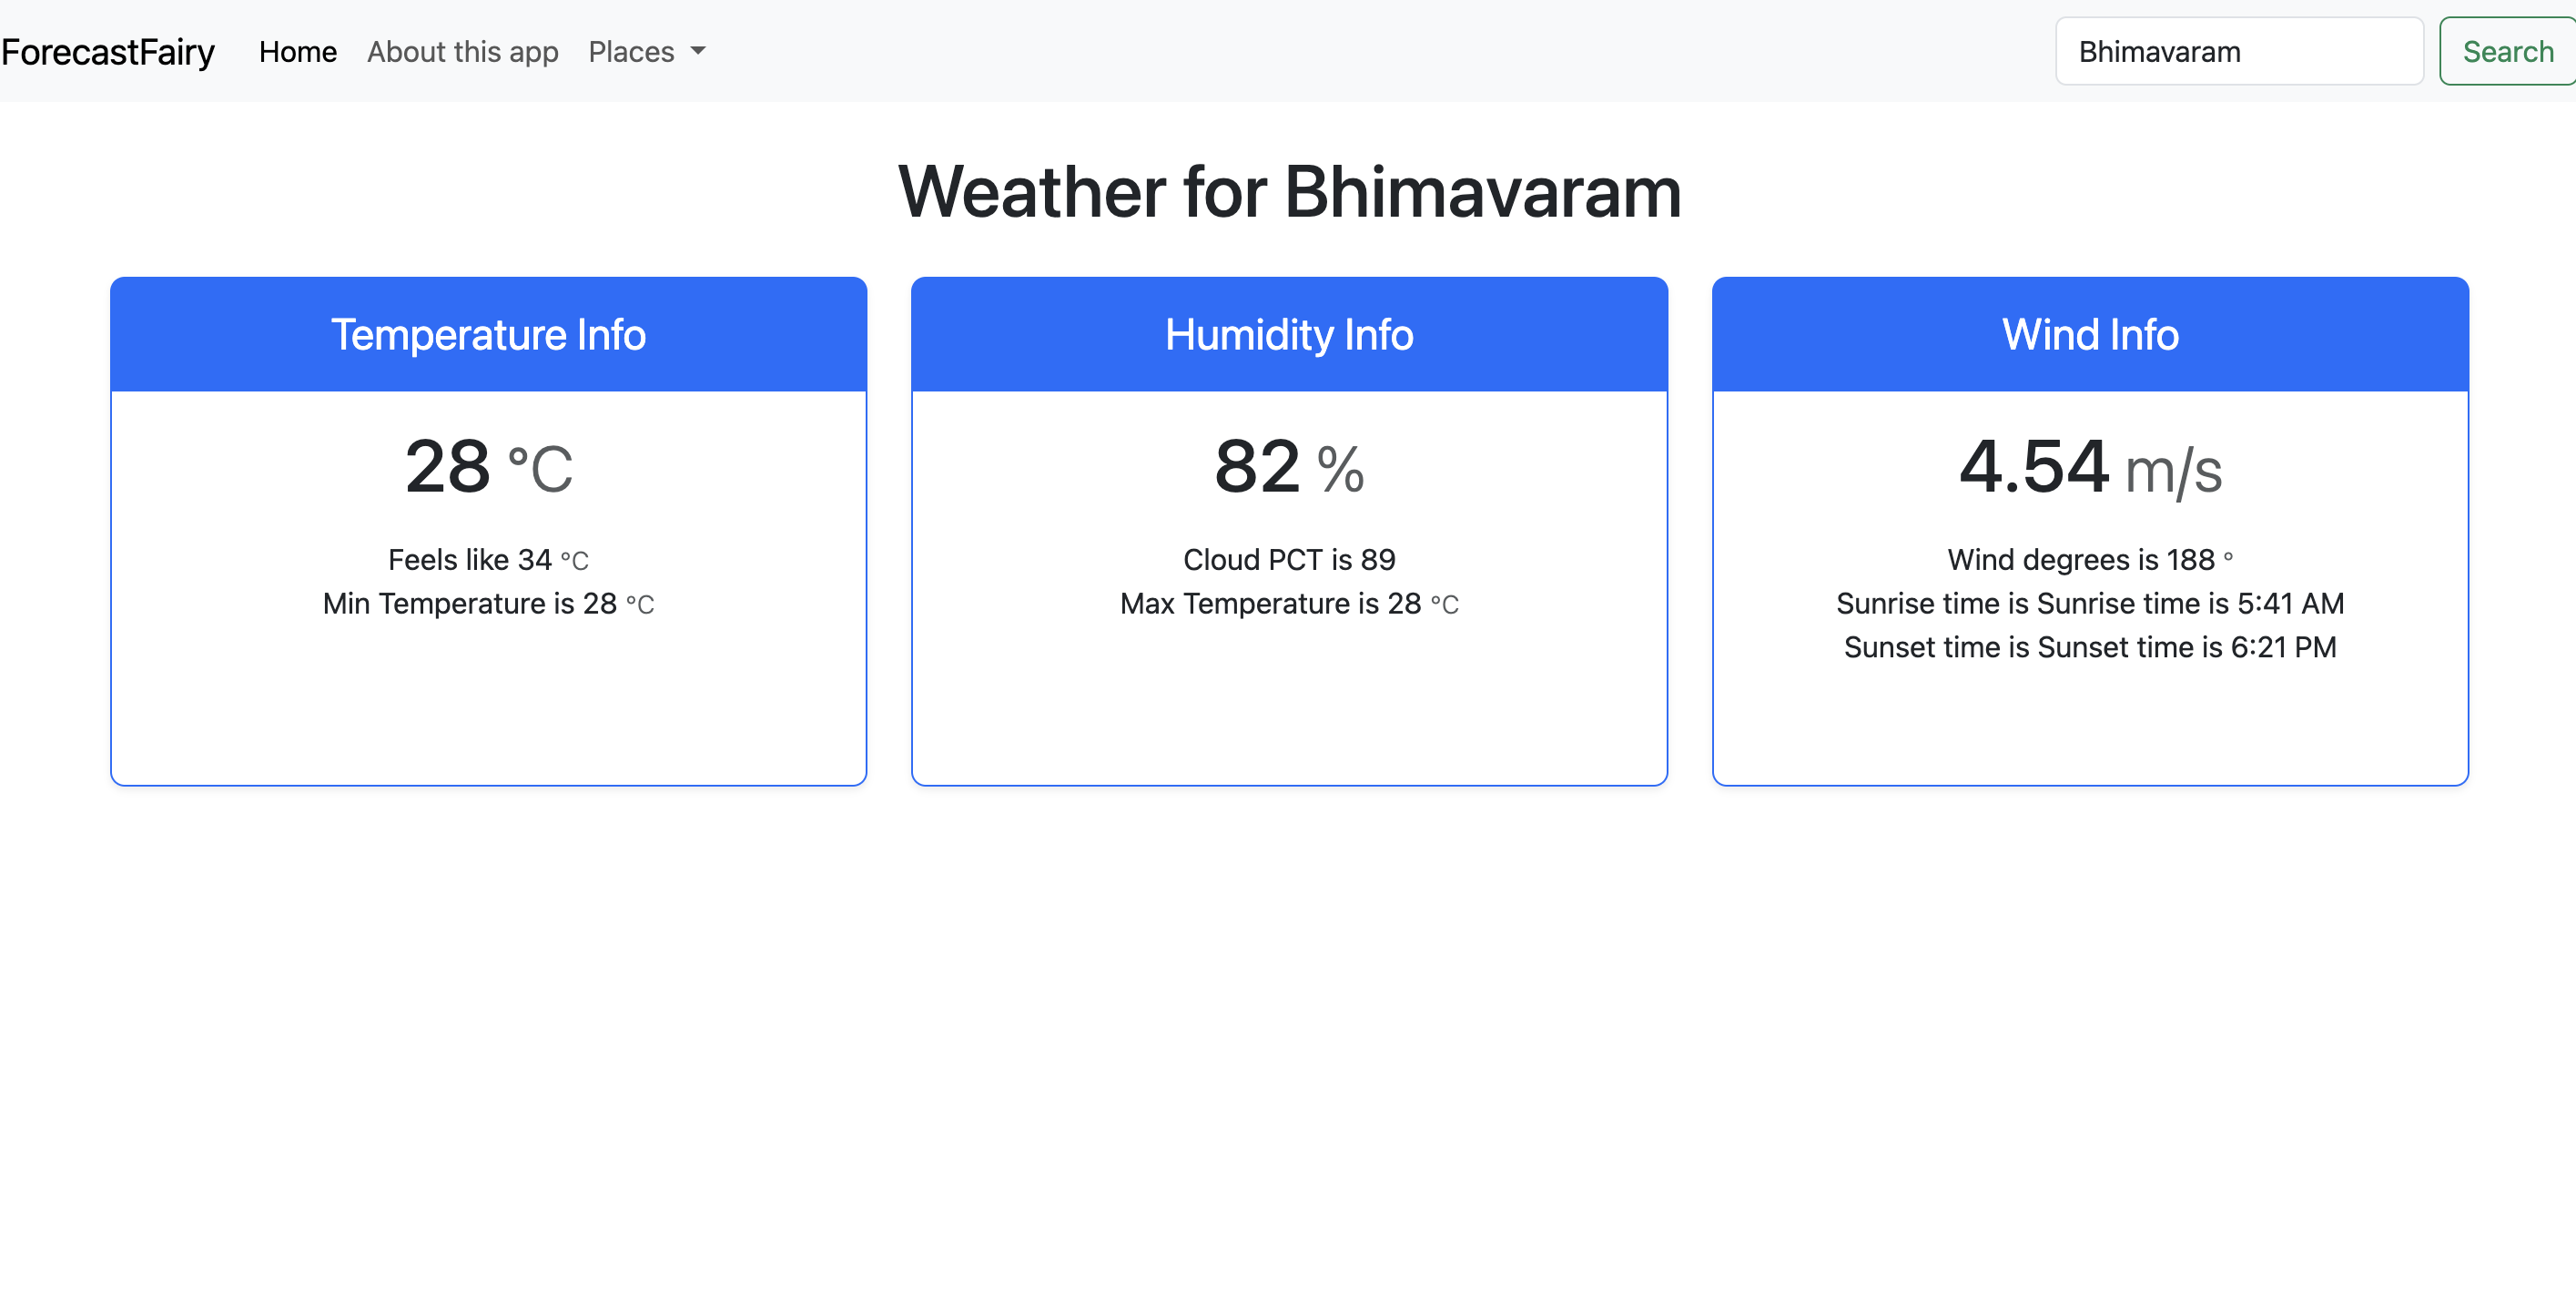 ForecastFairy Home About this app Places Bhimavaram Search
Weather for Bhimavaram
Temperature Info
28 °C
Feels like 34 °C
Min Temperature is 28 °C
Humidity Info
82 %
Cloud PCT is 89
Max Temperature is 28 °C
Wind Info
4.54 m/s
Wind degrees is 188 °
Sunrise time is Sunrise time is 5:41 AM
Sunset time is Sunset time is 6:21 PM